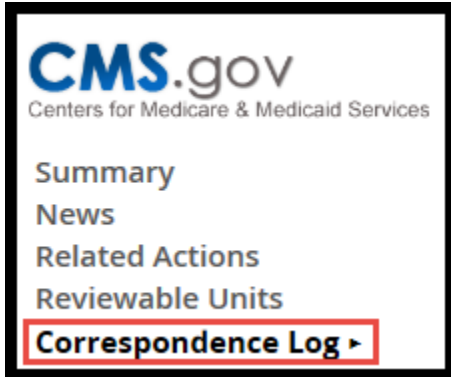 CMS.gov
Centers for Medicare & Medicaid Services
Summary
News
Related Actions
Reviewable Units
Correspondence Log ▸